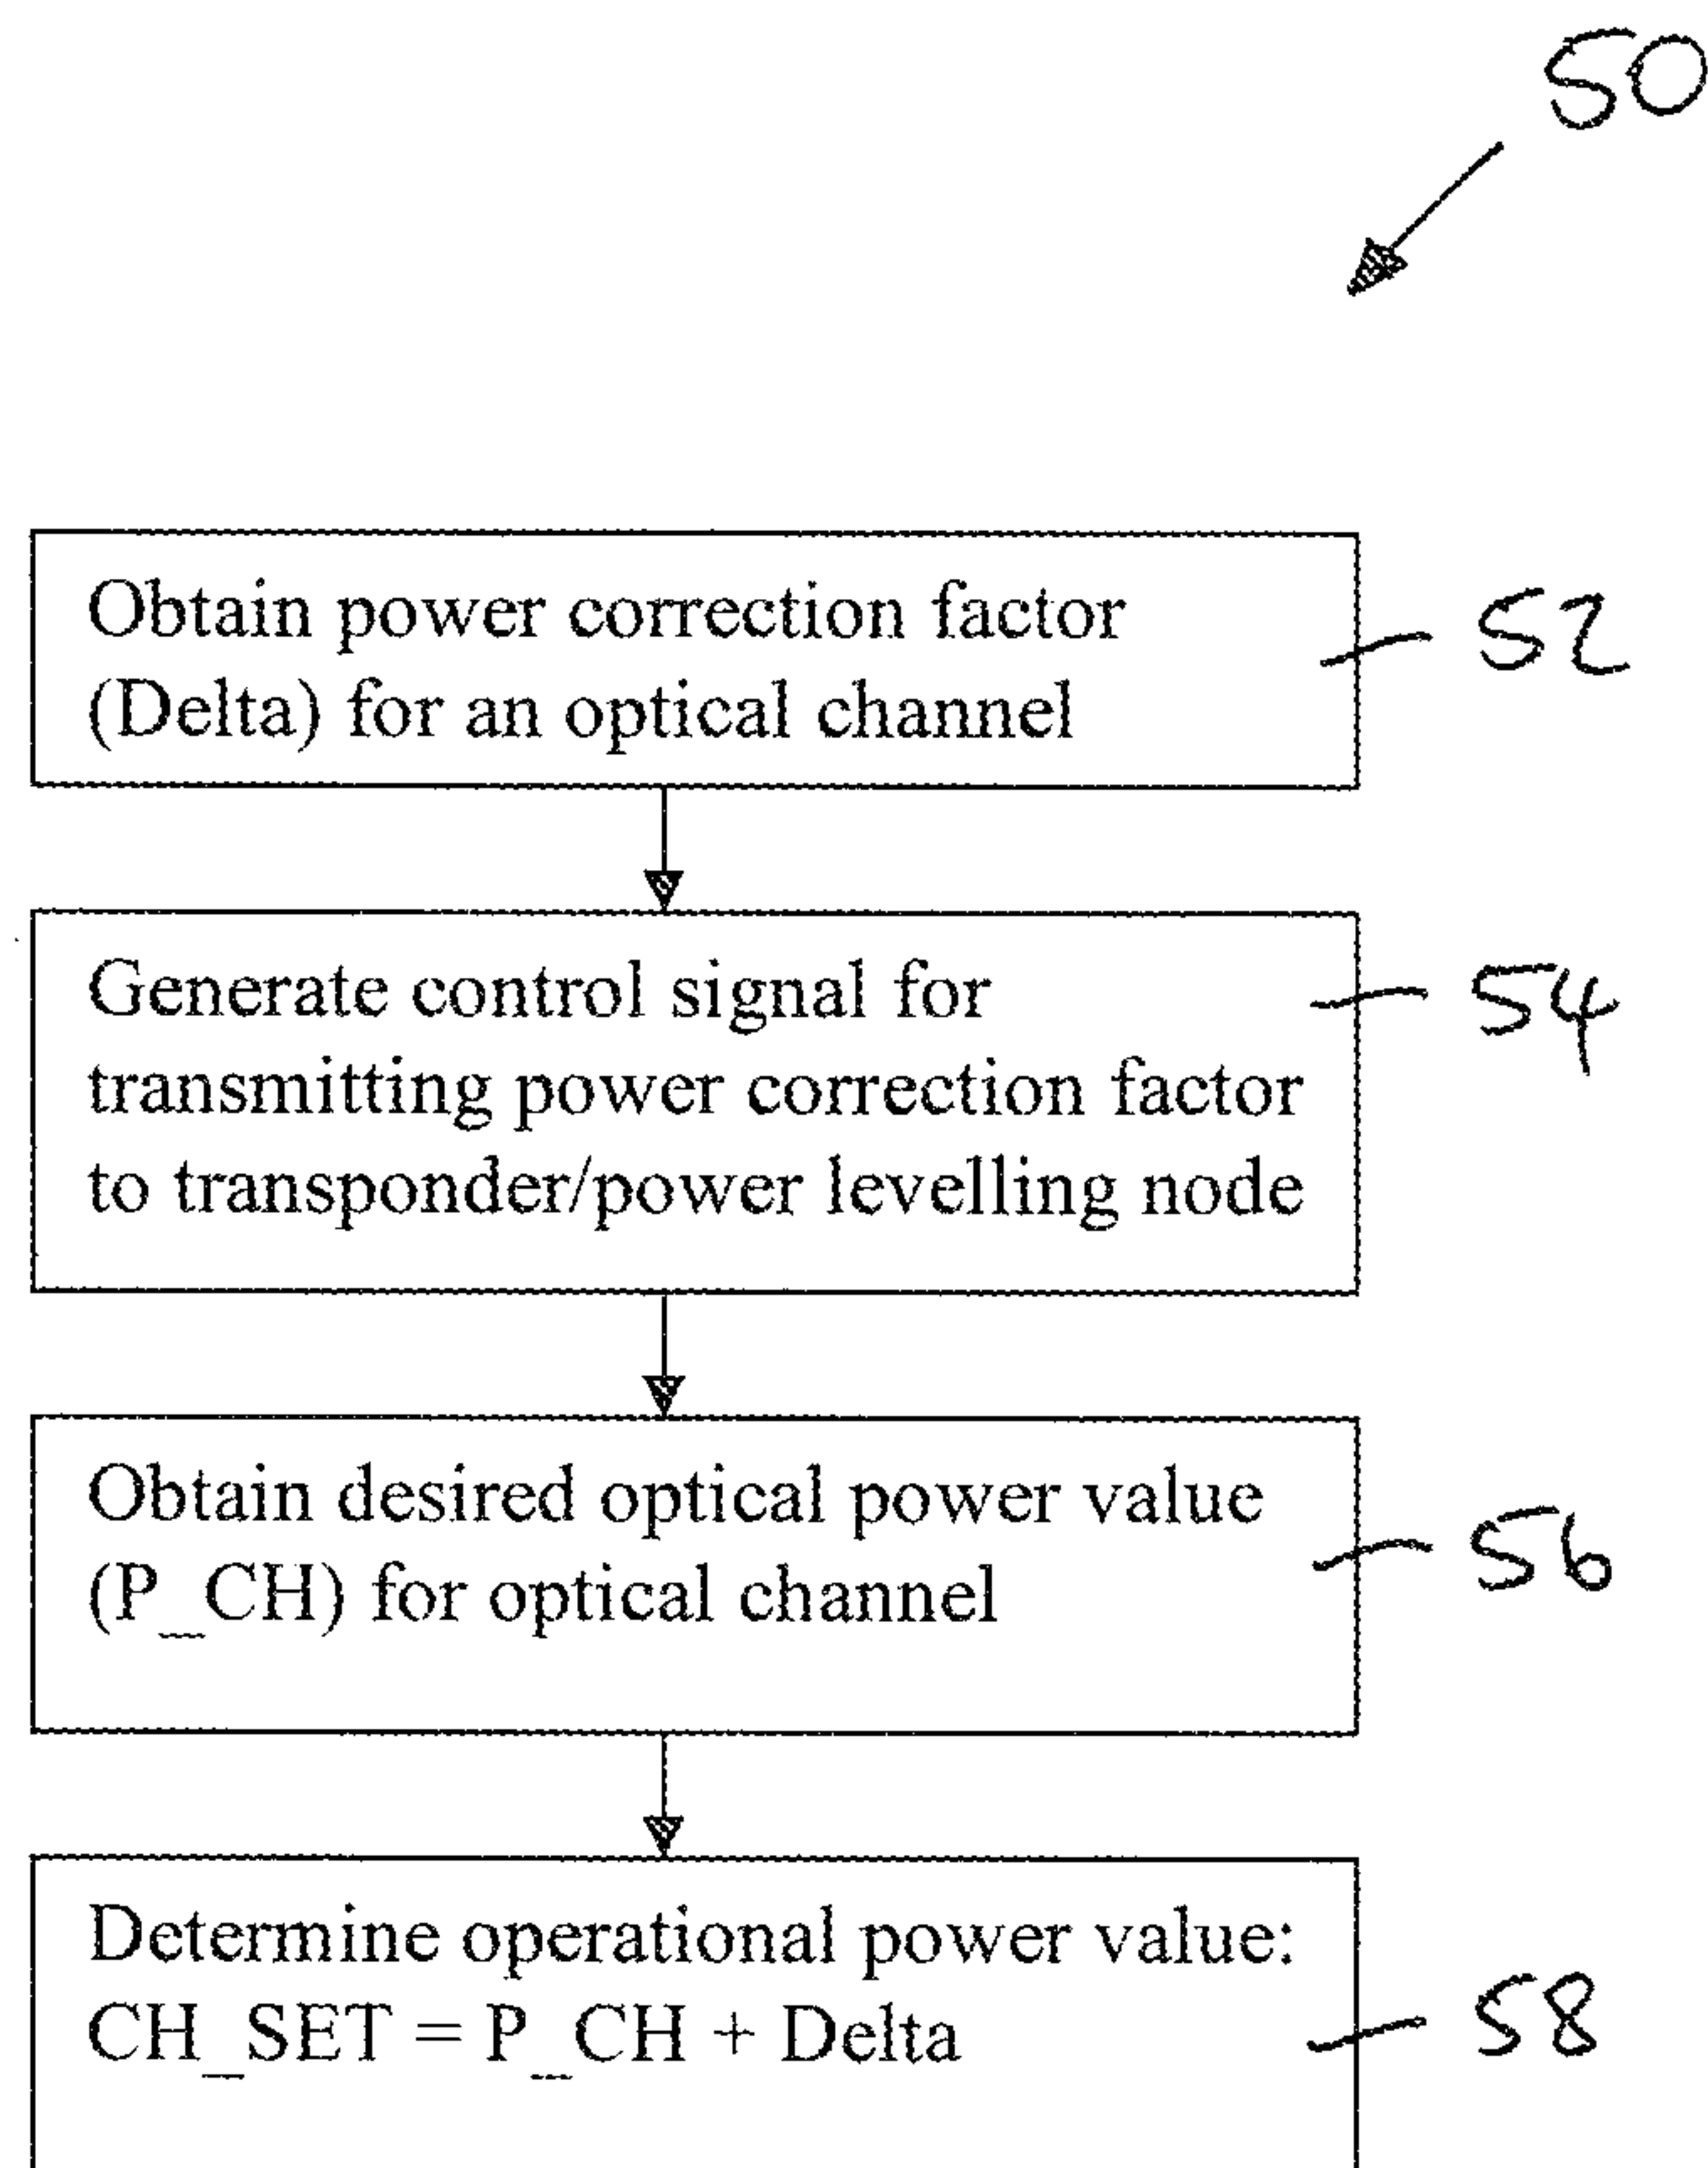 50
Obtain power correction factor
(Delta) for an optical channel
52
Generate control signal for
transmitting power correction factor
to transponder/power levelling node
54
Obtain desired optical power value
(P_CH) for optical channel
56
Determine operational power value:
CH_SET = P_CH + Delta
58